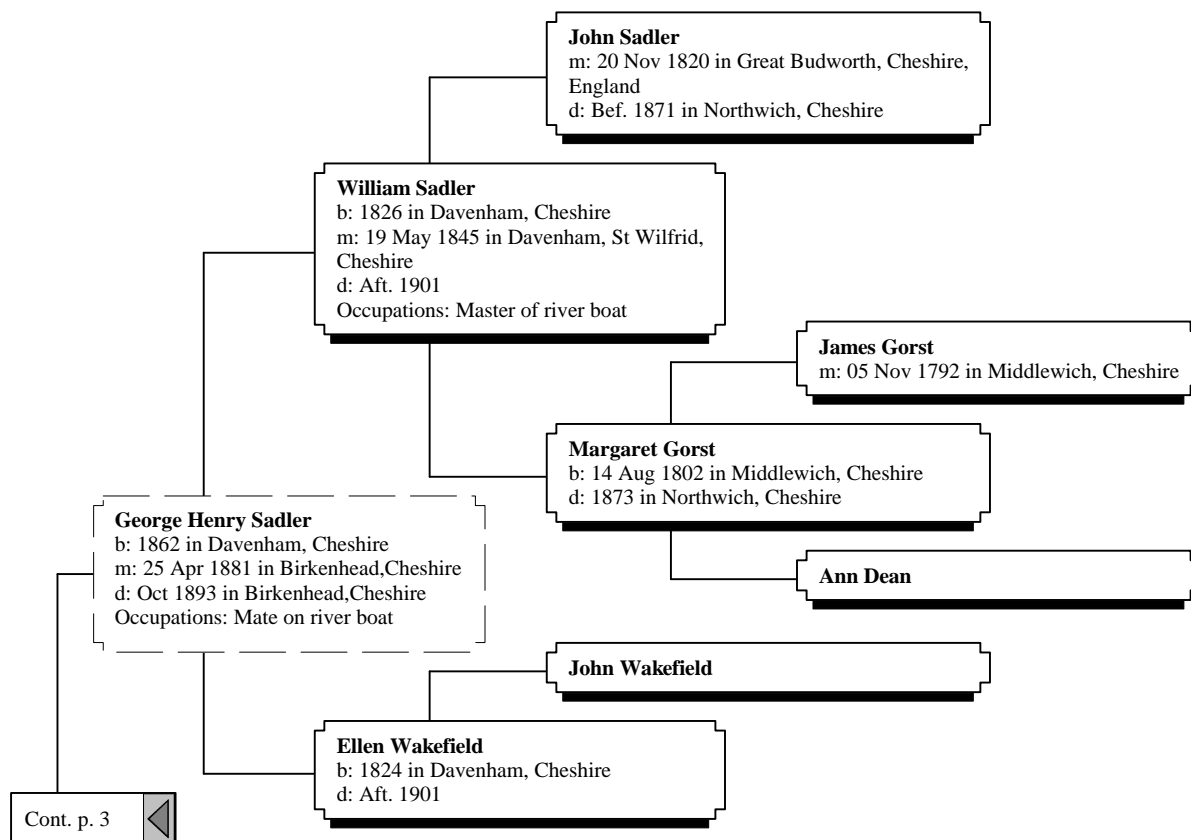 John Sadler
m: 20 Nov 1820 in Great Budworth, Cheshire,
England
d: Bef. 1871 in Northwich, Cheshire
William Sadler
b: 1826 in Davenham, Cheshire
m: 19 May 1845 in Davenham, St Wilfrid,
Cheshire
d: Aft. 1901
Occupations: Master of river boat
James Gorst
m: 05 Nov 1792 in Middlewich, Cheshire
Margaret Gorst
b: 14 Aug 1802 in Middlewich, Cheshire
d: 1873 in Northwich, Cheshire
George Henry Sadler
b: 1862 in Davenham, Cheshire
m: 25 Apr 1881 in Birkenhead,Cheshire
d: Oct 1893 in Birkenhead,Cheshire
Occupations: Mate on river boat
Ann Dean
John Wakefield
Ellen Wakefield
b: 1824 in Davenham, Cheshire
d: Aft. 1901
Cont. p. 3